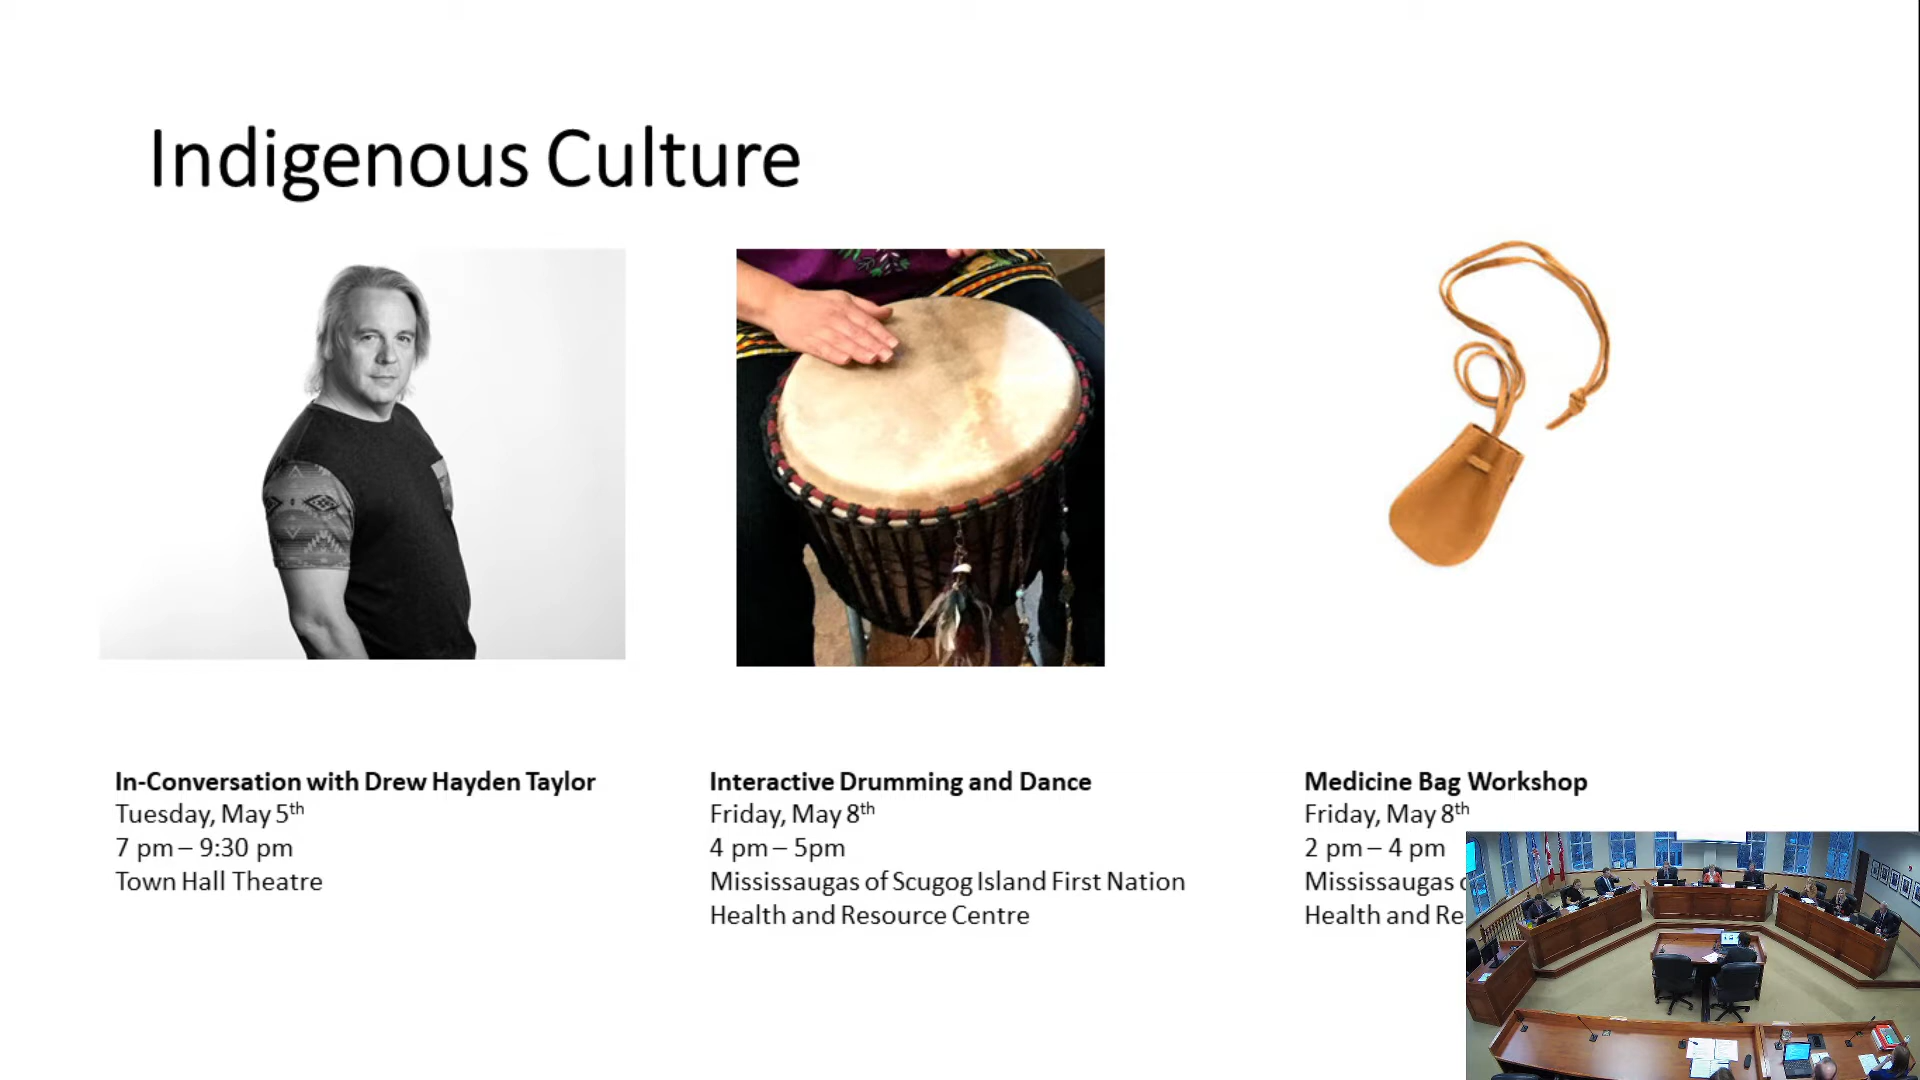 Indigenous Culture
In-Conversation with Drew Hayden Taylor
Tuesday, May 5th
7 pm – 9:30 pm
Town Hall Theatre
Interactive Drumming and Dance
Friday, May 8th
4 pm – 5pm
Mississaugas of Scugog Island First Nation
Health and Resource Centre
Medicine Bag Workshop
Friday, May 8th
2 pm – 4 pm
Mississaugas
Health and